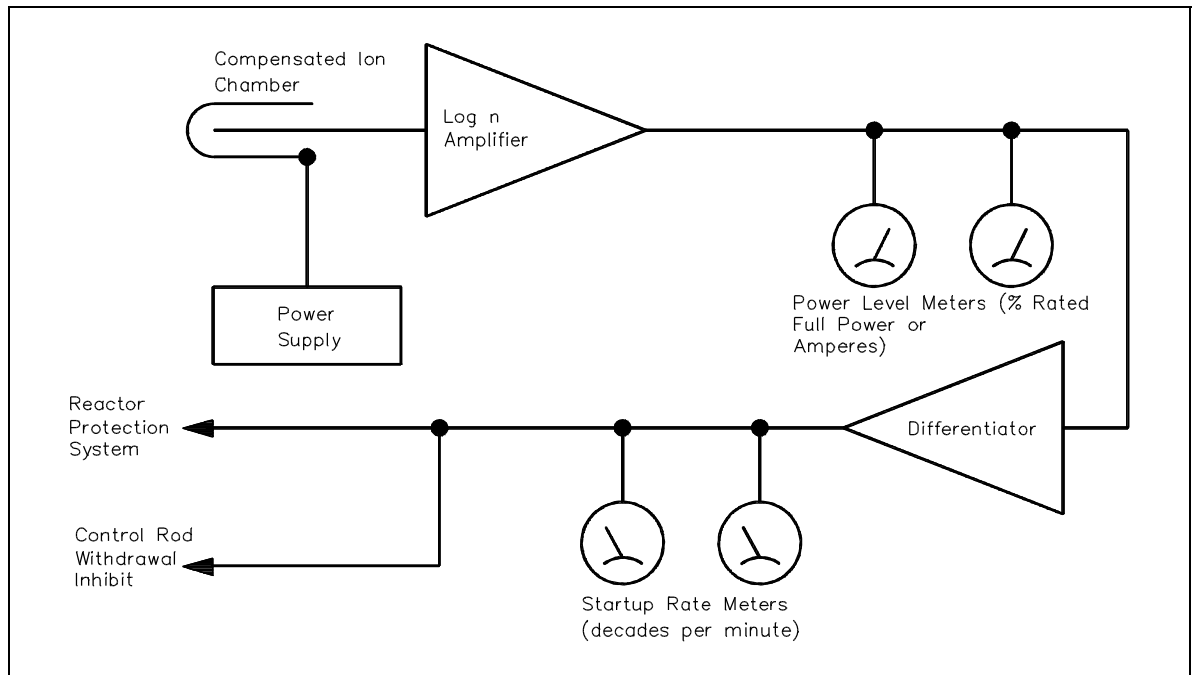 Compensated Ion
Chamber
Log n
Amplifier
Power
Supply
Power Level Meters (% Rated
Full Power or
Amperes)
Reactor
Protection
System
Differentiator
Control Rod
Withdrawal
Inhibit
Startup Rate Meters
(decades per minute)